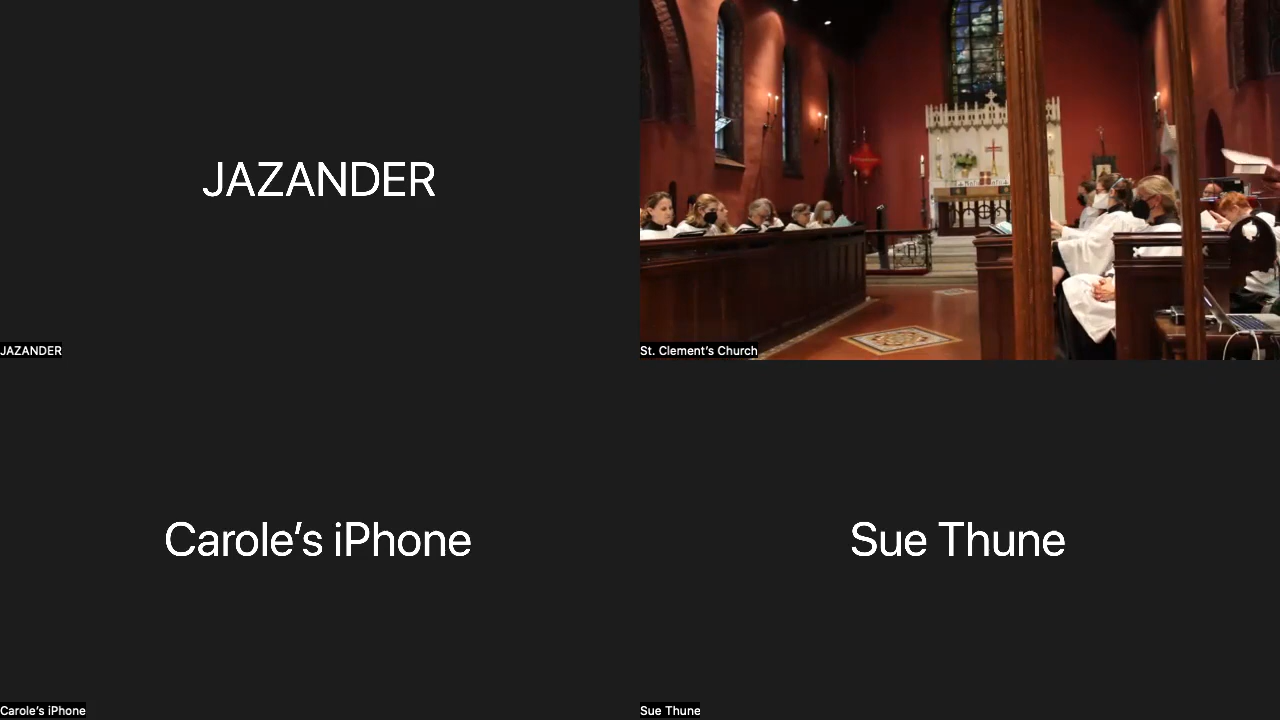 JAZANDER
JAZANDER
St. Clement's Church
Carole's iPhone
Sue Thune
Carole's iPhone
Sue Thune